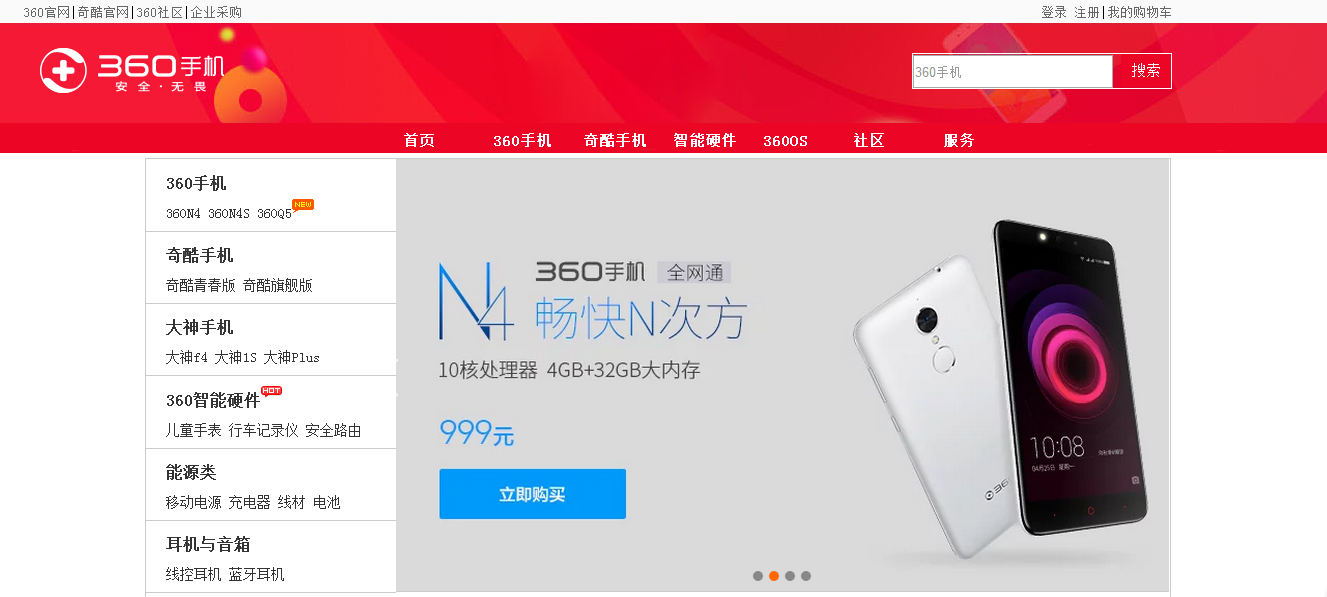 360官网|奇酷官网|360社区|企业采购
登录 注册|我的购物车
360手机
安全·无畏
360手机
搜索
首页 360手机 奇酷手机 智能硬件 360OS 社区 服务
360手机
360N4 360N4S 360Q5 NEW
奇酷手机
奇酷青春版 奇酷旗舰版
大神手机
大神f4 大神1S 大神Plus
360智能硬件 HOT
儿童手表 行车记录仪 安全路由
能源类
移动电源 充电器 线材 电池
耳机与音箱
线控耳机 蓝牙耳机
N4 360手机 全网通
畅快N次方
10核处理器 4GB+32GB大内存
999元
立即购买
10:08
360